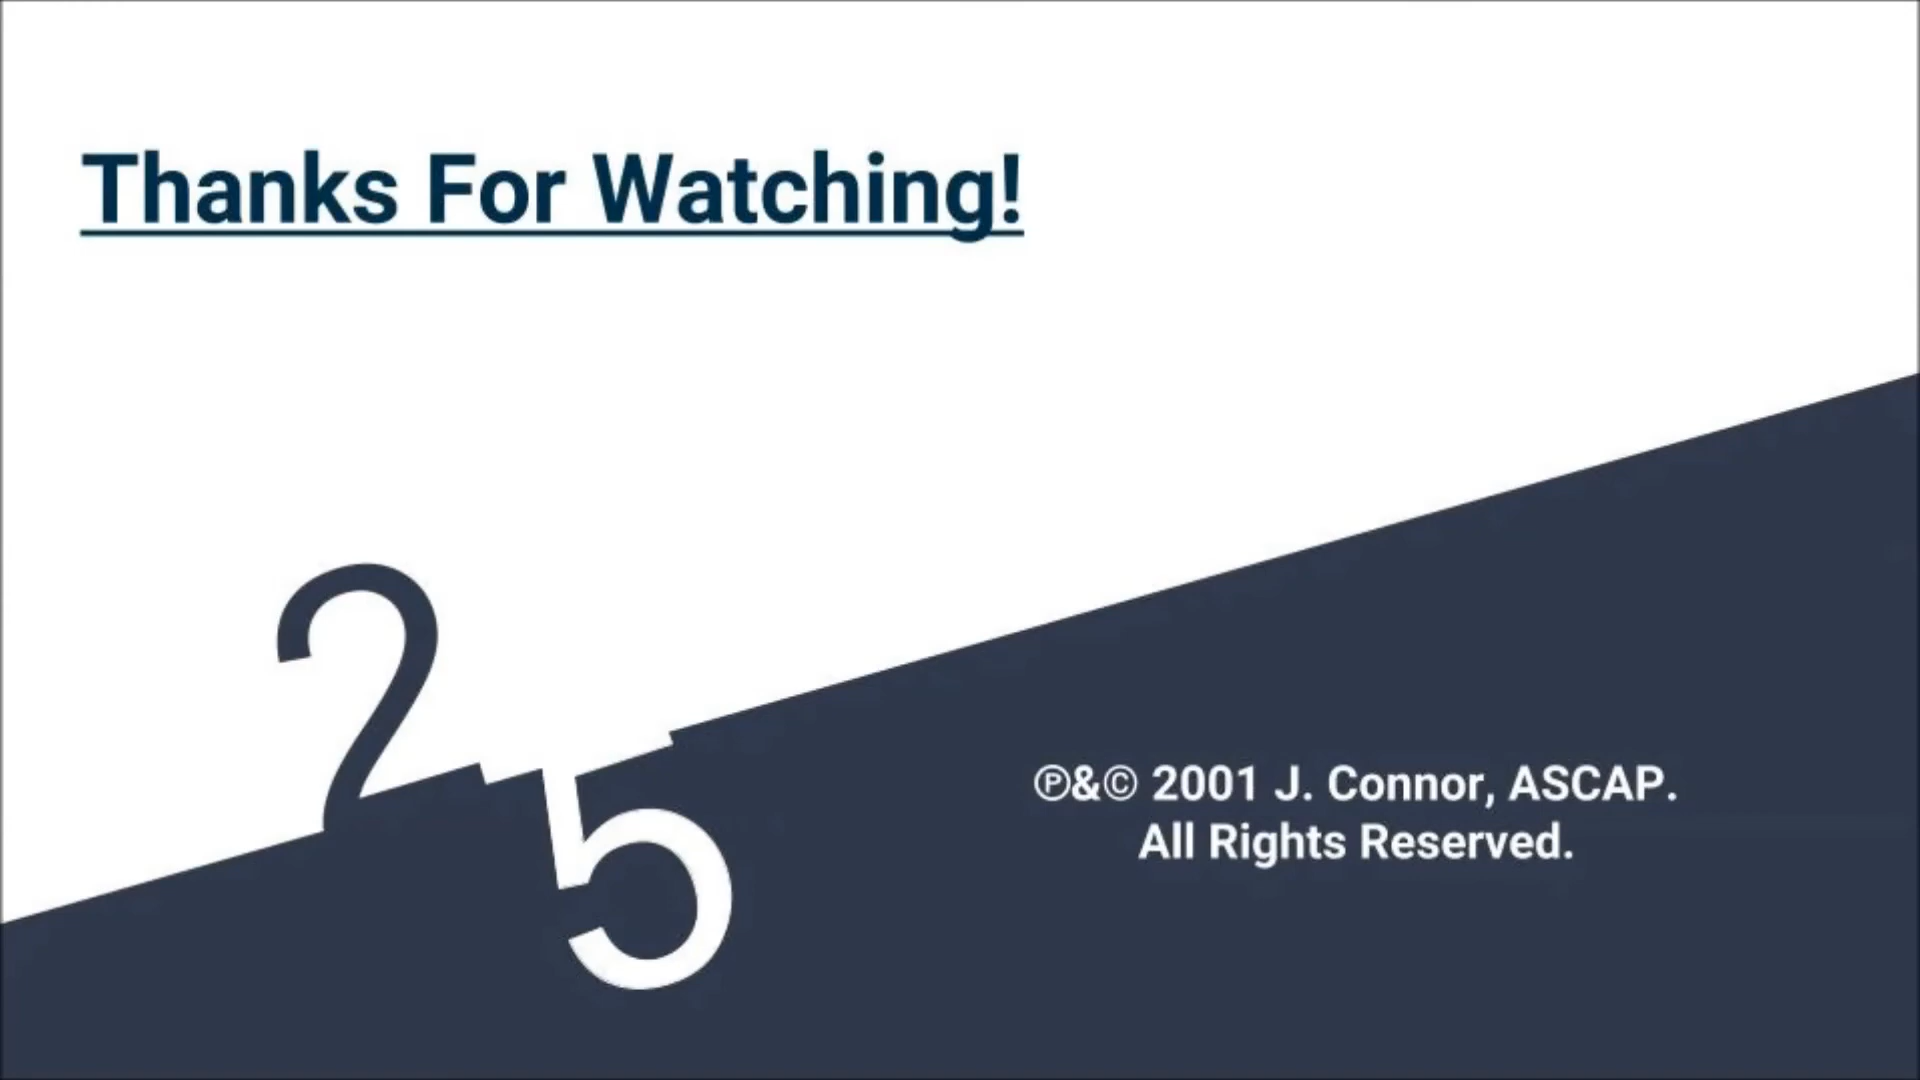 Thanks For Watching!
25
℗&© 2001 J. Connor, ASCAP.
All Rights Reserved.